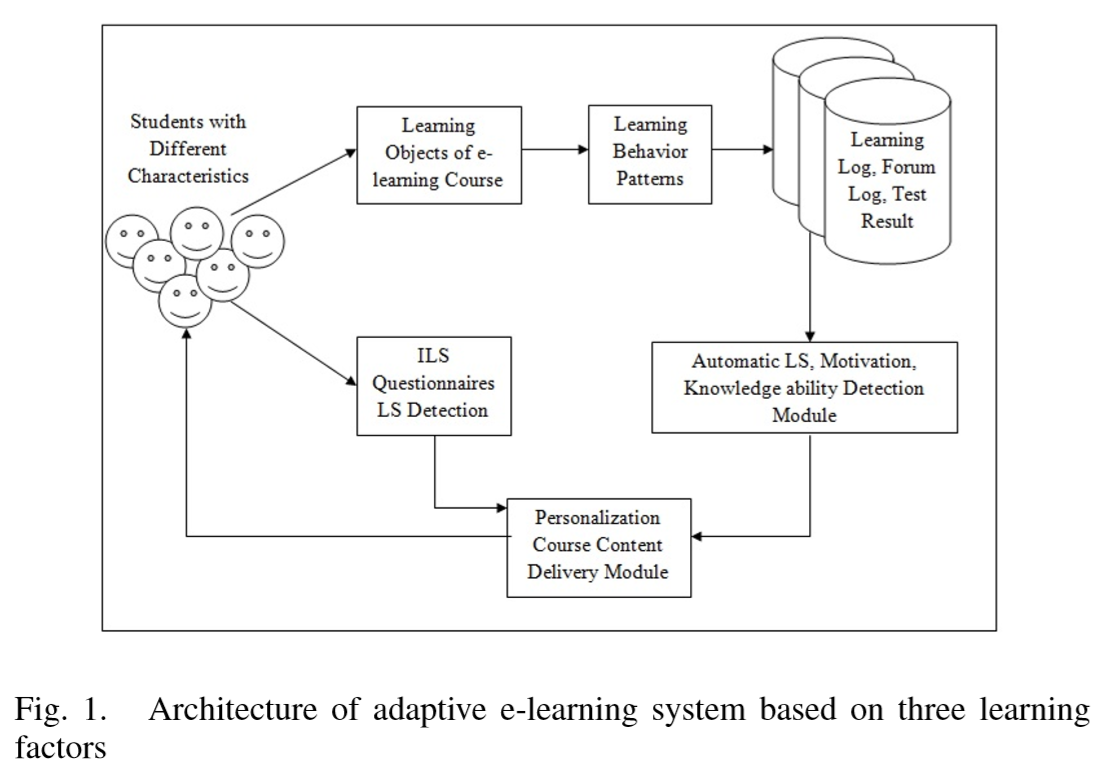 Students with
Different
Characteristics
Learning
Objects of e-
learning Course
Learning
Behavior
Patterns
Learning
Log, Forum
Log, Test
Result
ILS
Questionnaires
LS Detection
Automatic LS, Motivation,
Knowledge ability Detection
Module
Personalization
Course Content
Delivery Module
Fig. 1. Architecture of adaptive e-learning system based on three learning
factors